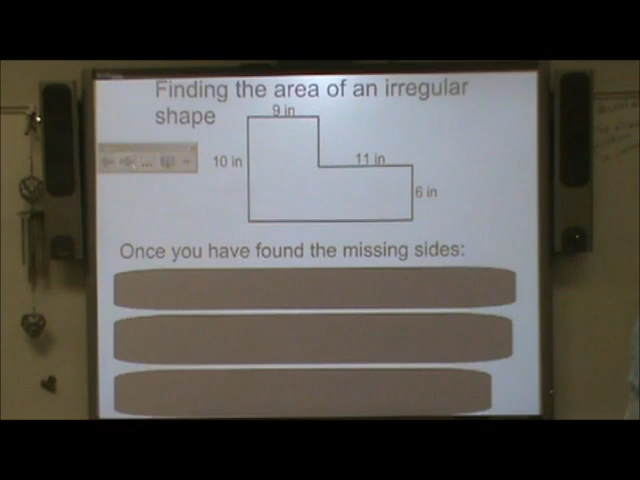 Finding the area of an irregular
shape
9 in
10 in
11 in
6 in
Once you have found the missing sides: